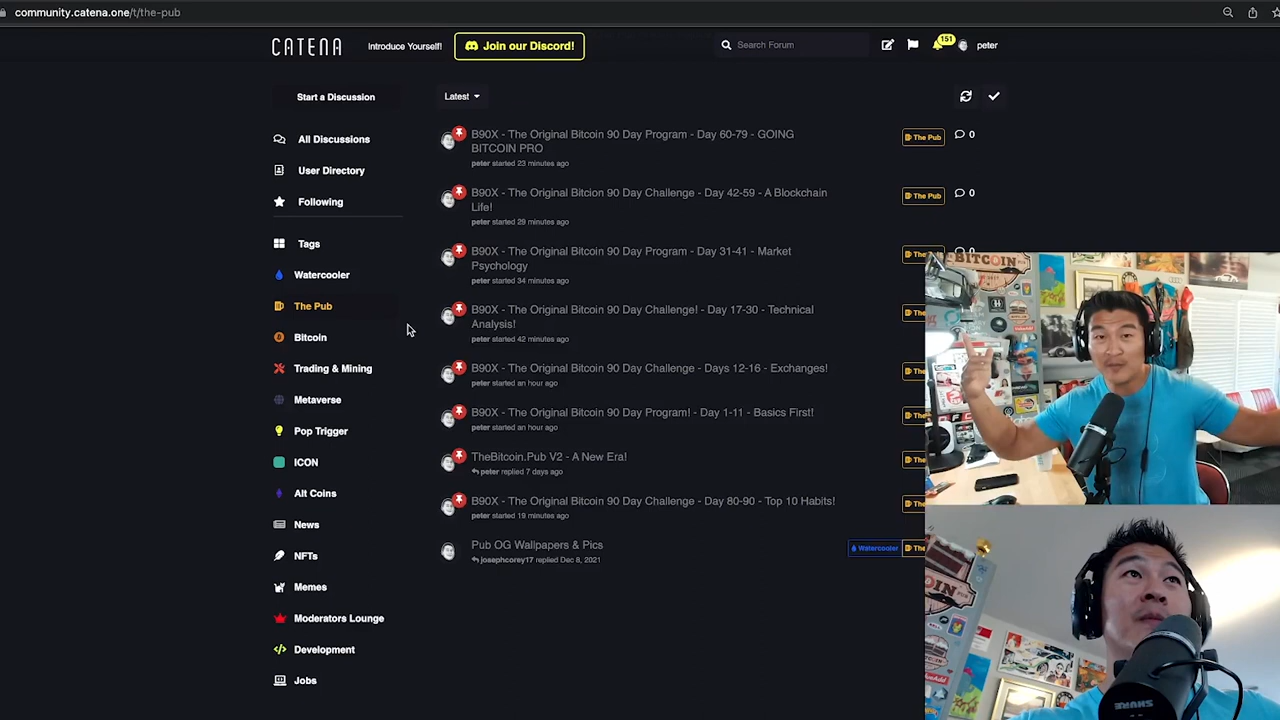 community.catena.one/t/the-pub
CATENA
Introduce Yourself!
Join our Discord!
Search Forum
151
peter
Start a Discussion
Latest
All Discussions
User Directory
Following
Tags
Watercooler
The Pub
Bitcoin
Trading & Mining
Metaverse
Pop Trigger
ICON
Alt Coins
News
NFTs
Memes
Moderators Lounge
Development
Jobs
B90X - The Original Bitcoin 90 Day Program - Day 60-79 - GOING
BITCOIN PRO
peter started 23 minutes ago
The Pub
0
B90X - The Original Bitcion 90 Day Challenge - Day 42-59 - A Blockchain
Life!
peter started 29 minutes ago
The Pub
0
B90X - The Original Bitcoin 90 Day Program - Day 31-41 - Market
Psychology
peter started 34 minutes ago
B90X - The Original Bitcoin 90 Day Challenge! - Day 17-30 - Technical
Analysis!
peter started 42 minutes ago
B90X - The Original Bitcoin 90 Day Challenge - Days 12-16 - Exchanges!
peter started an hour ago
B90X - The Original Bitcoin 90 Day Program! - Day 1-11 - Basics First!
peter started an hour ago
TheBitcoin.Pub V2 - A New Era!
peter replied 7 days ago
B90X - The Original Bitcoin 90 Day Challenge - Day 80-90 - Top 10 Habits!
peter started 19 minutes ago
Pub OG Wallpapers & Pics
josephcorey17 replied Dec 8, 2021
Watercooler
The
BITCOIN
PUB
SHURE